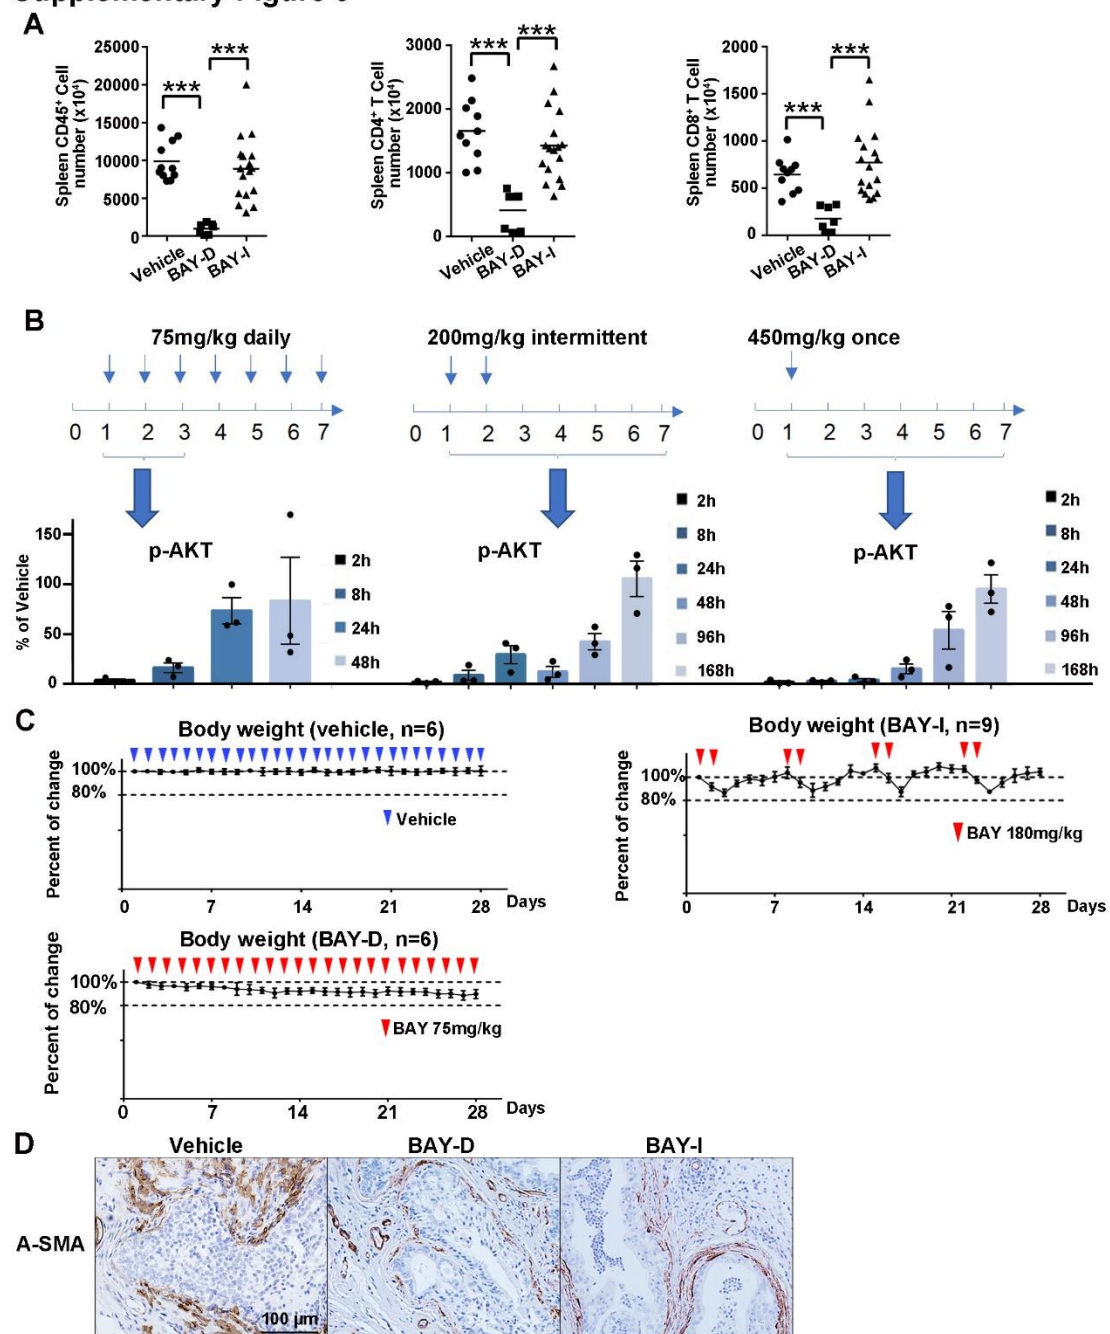 A
Spleen CD45⁺ Cell
number (x10⁴)
25000
20000
15000
10000
5000
0
***
***
Vehicle
BAY-D
BAY-I
Spleen CD4⁺ T Cell
number (x10⁴)
3000
2000
1000
0
***
***
Vehicle
BAY-D
BAY-I
Spleen CD8⁺ T Cell
number (x10⁴)
2000
1500
1000
500
0
***
***
Vehicle
BAY-D
BAY-I
B
75mg/kg daily
0 1 2 3 4 5 6 7
200mg/kg intermittent
0 1 2 3 4 5 6 7
450mg/kg once
0 1 2 3 4 5 6 7
% of Vehicle
150
100
50
0
p-AKT
2h
8h
24h
48h
p-AKT
2h
8h
24h
48h
96h
168h
p-AKT
2h
8h
24h
48h
96h
168h
C
Body weight (vehicle, n=6)
Percent of change
100%
80%
Vehicle
0 7 14 21 28 Days
Body weight (BAY-I, n=9)
Percent of change
100%
80%
BAY 180mg/kg
0 7 14 21 28 Days
Body weight (BAY-D, n=6)
Percent of change
100%
80%
BAY 75mg/kg
0 7 14 21 28 Days
D
Vehicle BAY-D BAY-I
A-SMA
100 µm